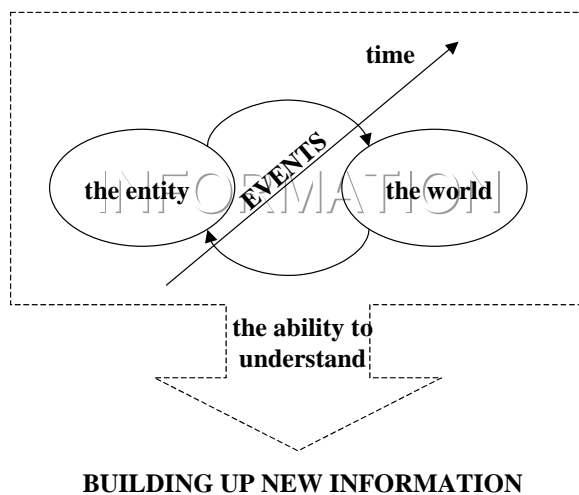 time
EVENTS
INFORMATION
the entity
the world
the ability to
understand
BUILDING UP NEW INFORMATION